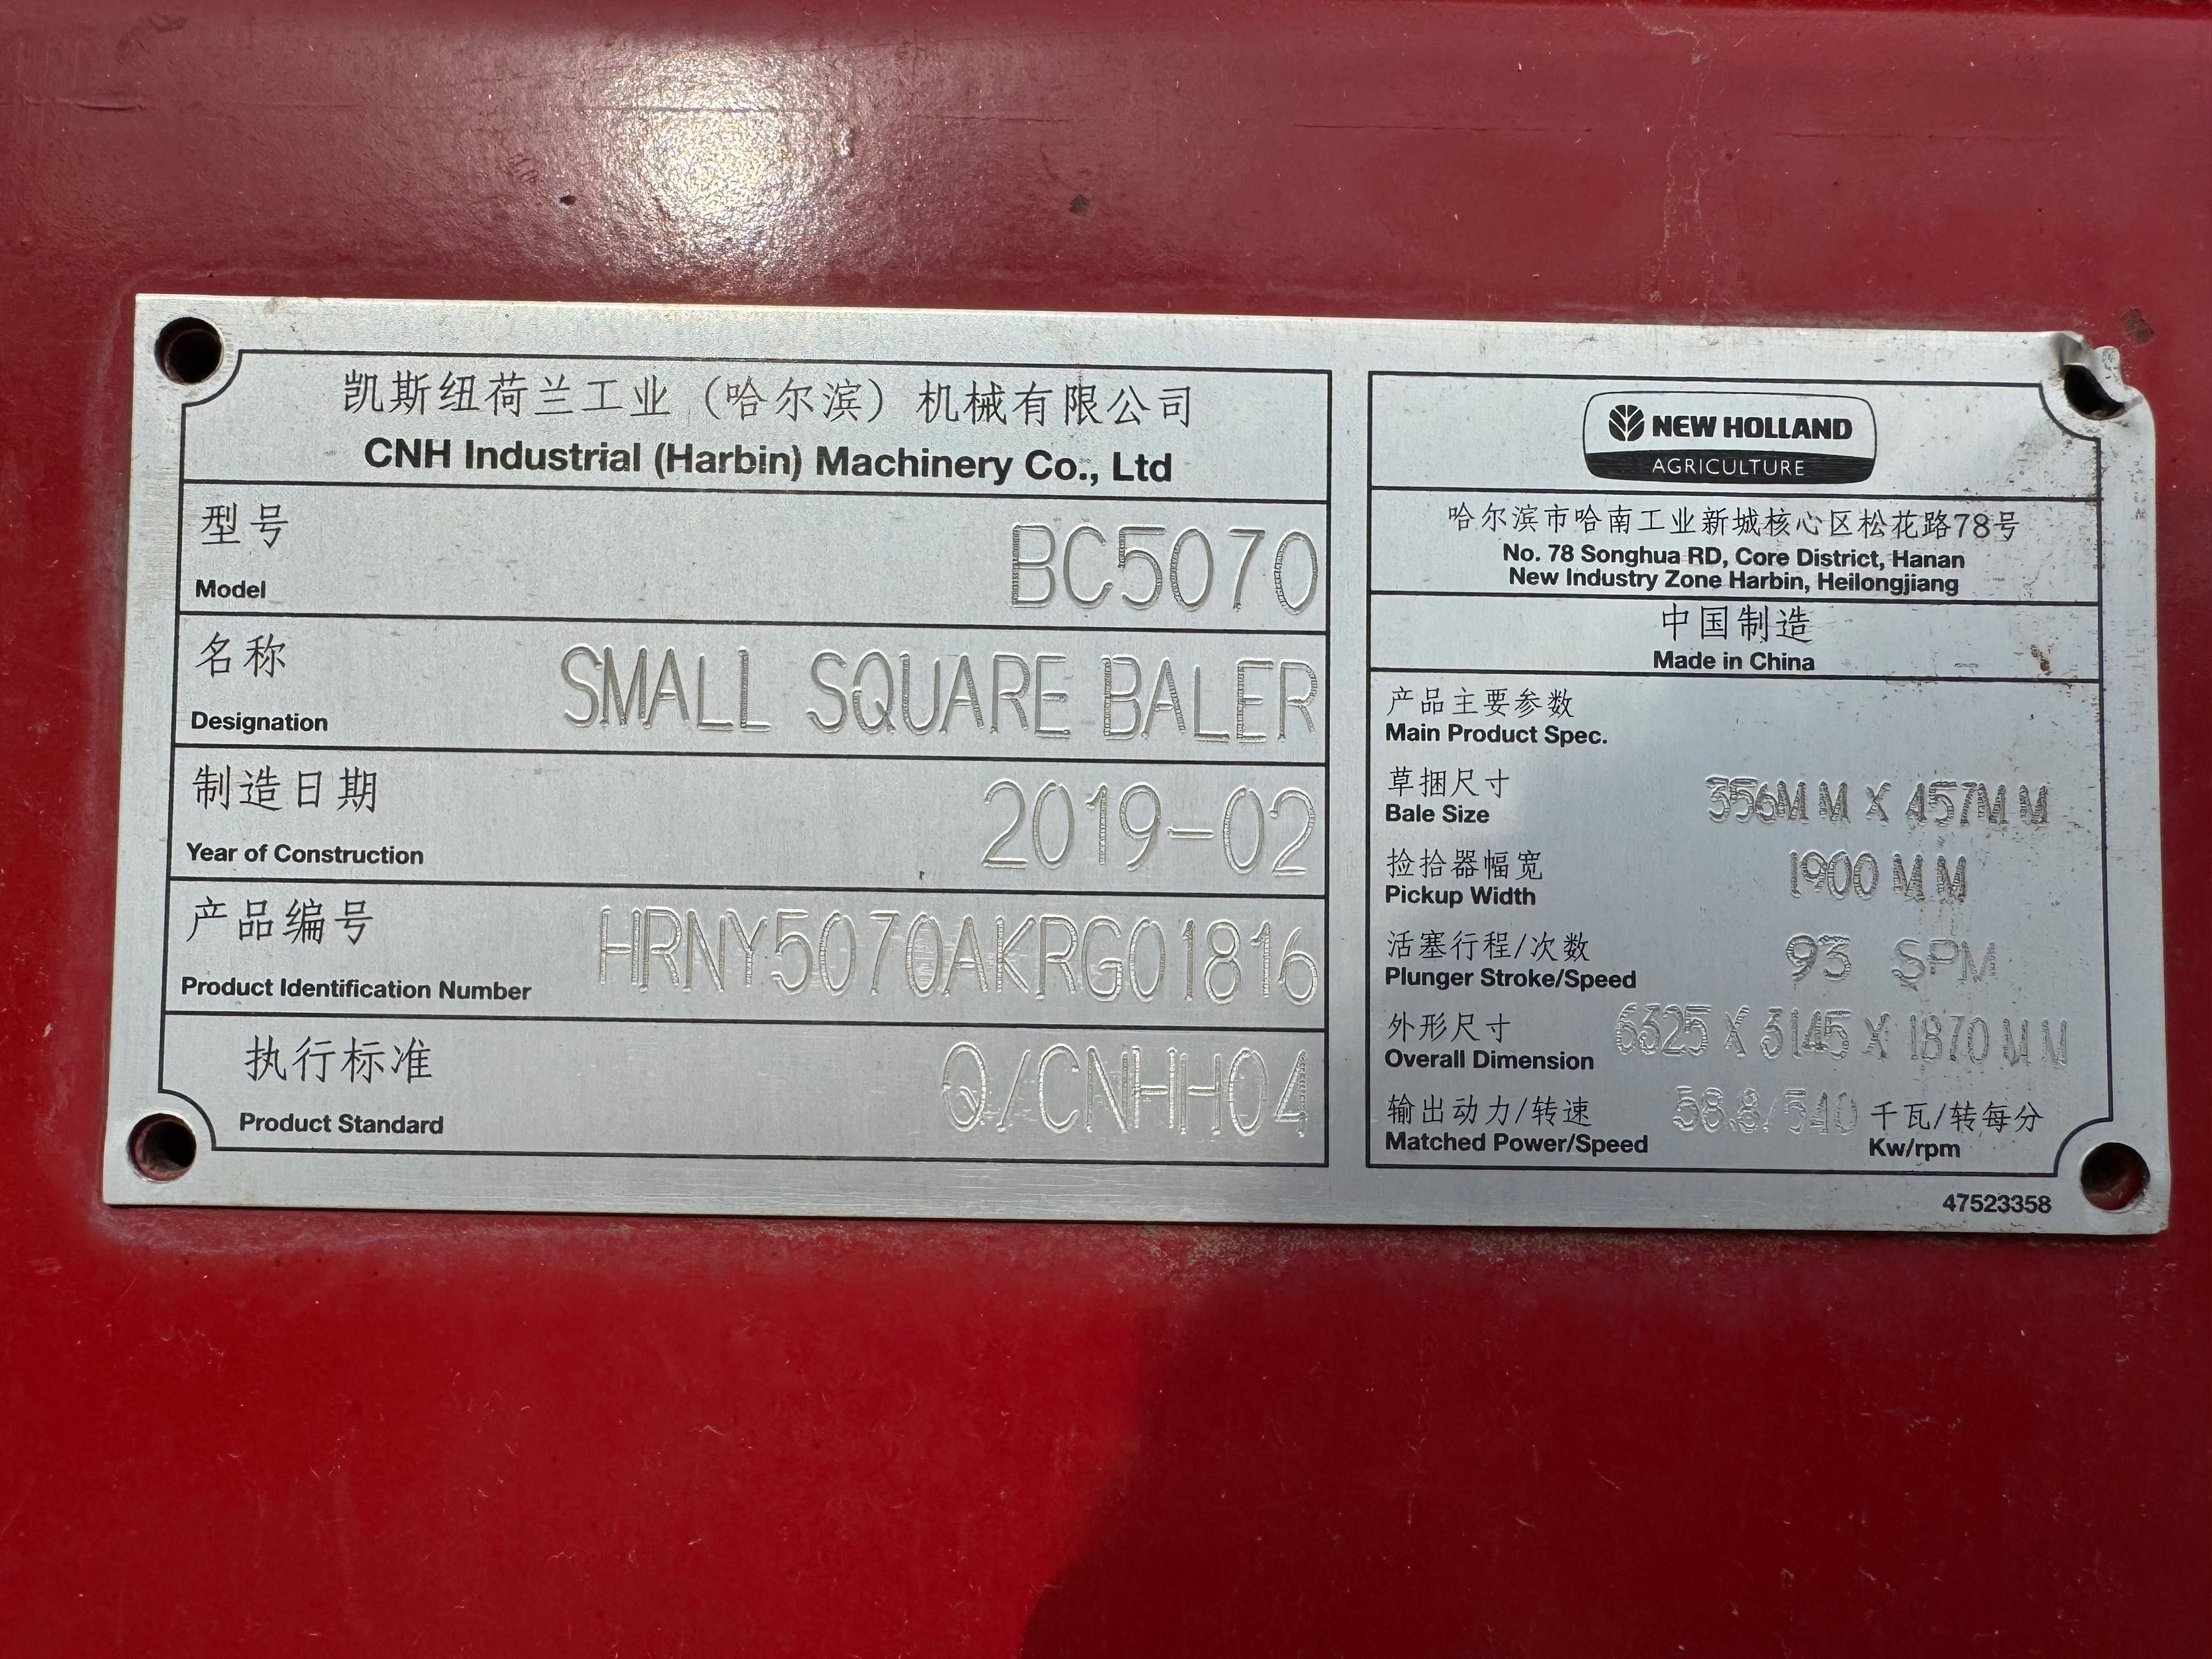 凯斯纽荷兰工业（哈尔滨）机械有限公司
CNH Industrial (Harbin) Machinery Co., Ltd
型号
Model
BC5070
名称
Designation
SMALL SQUARE BALER
制造日期
Year of Construction
2019-02
产品编号
Product Identification Number
HRNY5070AKRG01816
执行标准
Product Standard
Q/CNHH04
NEW HOLLAND
AGRICULTURE
哈尔滨市哈南工业新城核心区松花路78号
No. 78 Songhua RD, Core District, Hanan
New Industry Zone Harbin, Heilongjiang
中国制造
Made in China
产品主要参数
Main Product Spec.
草捆尺寸
Bale Size
356MM X 457MM
捡拾器幅宽
Pickup Width
1900 MM
活塞行程/次数
Plunger Stroke/Speed
93 SPM
外形尺寸
Overall Dimension
6325 X 3145 X 1870 MM
输出动力/转速
Matched Power/Speed
58.8/540 千瓦/转每分
Kw/rpm
47523358